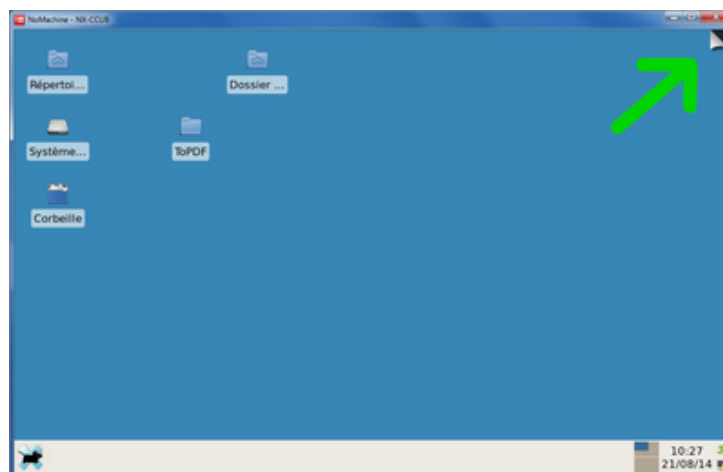 NoMachine - NX-CCUB
Répertoi...
Dossier ...
Système...
ToPDF
Corbeille
10:27
21/08/14